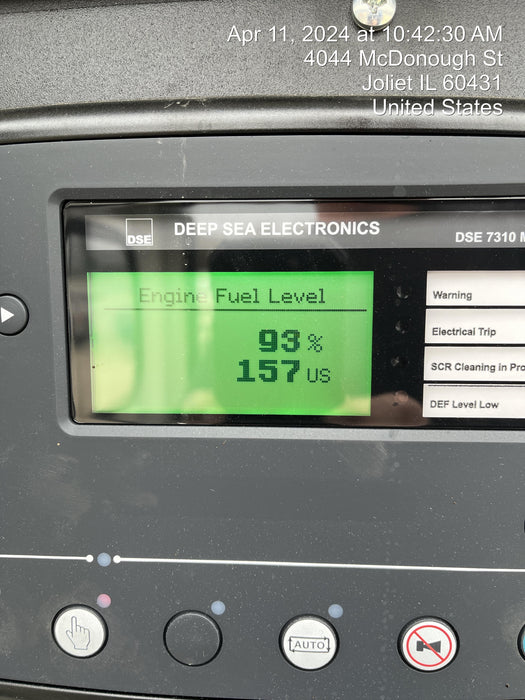 Apr 11, 2024 at 10:42:30 AM
4044 McDonough St
Joliet IL 60431
United States
DSE
DEEP SEA ELECTRONICS
DSE 7310 M
Engine Fuel Level
93 %
157 US
Warning
Electrical Trip
SCR Cleaning in Pro
DEF Level Low
AUTO